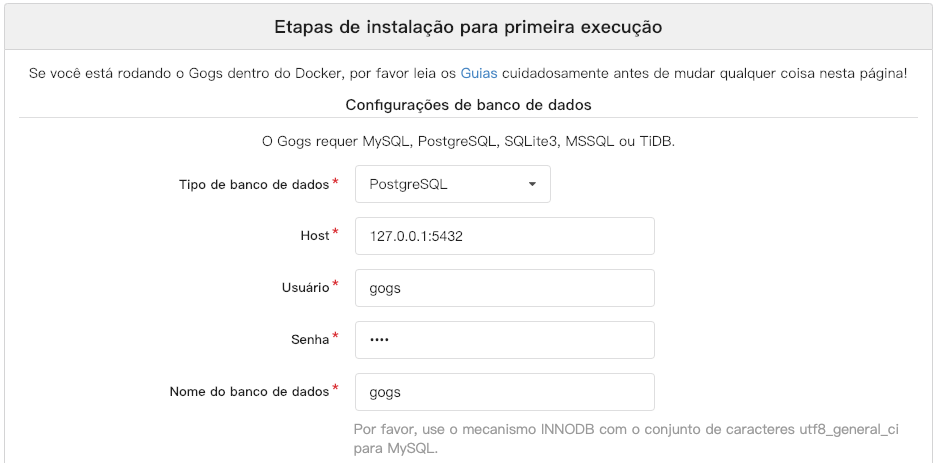 Etapas de instalação para primeira execução
Se você está rodando o Gogs dentro do Docker, por favor leia os Guias cuidadosamente antes de mudar qualquer coisa nesta página!
Configurações de banco de dados
O Gogs requer MySQL, PostgreSQL, SQLite3, MSSQL ou TiDB.
Tipo de banco de dados * PostgreSQL
Host * 127.0.0.1:5432
Usuário * gogs
Senha * ••••
Nome do banco de dados * gogs
Por favor, use o mecanismo INNODB com o conjunto de caracteres utf8_general_ci
para MySQL.